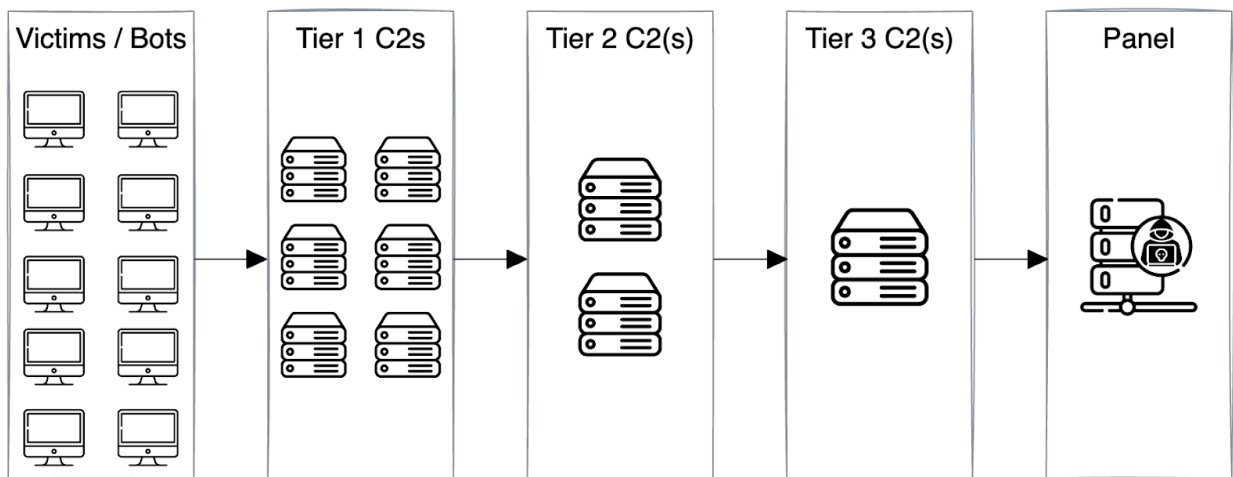 Victims / Bots
Tier 1 C2s
Tier 2 C2(s)
Tier 3 C2(s)
Panel